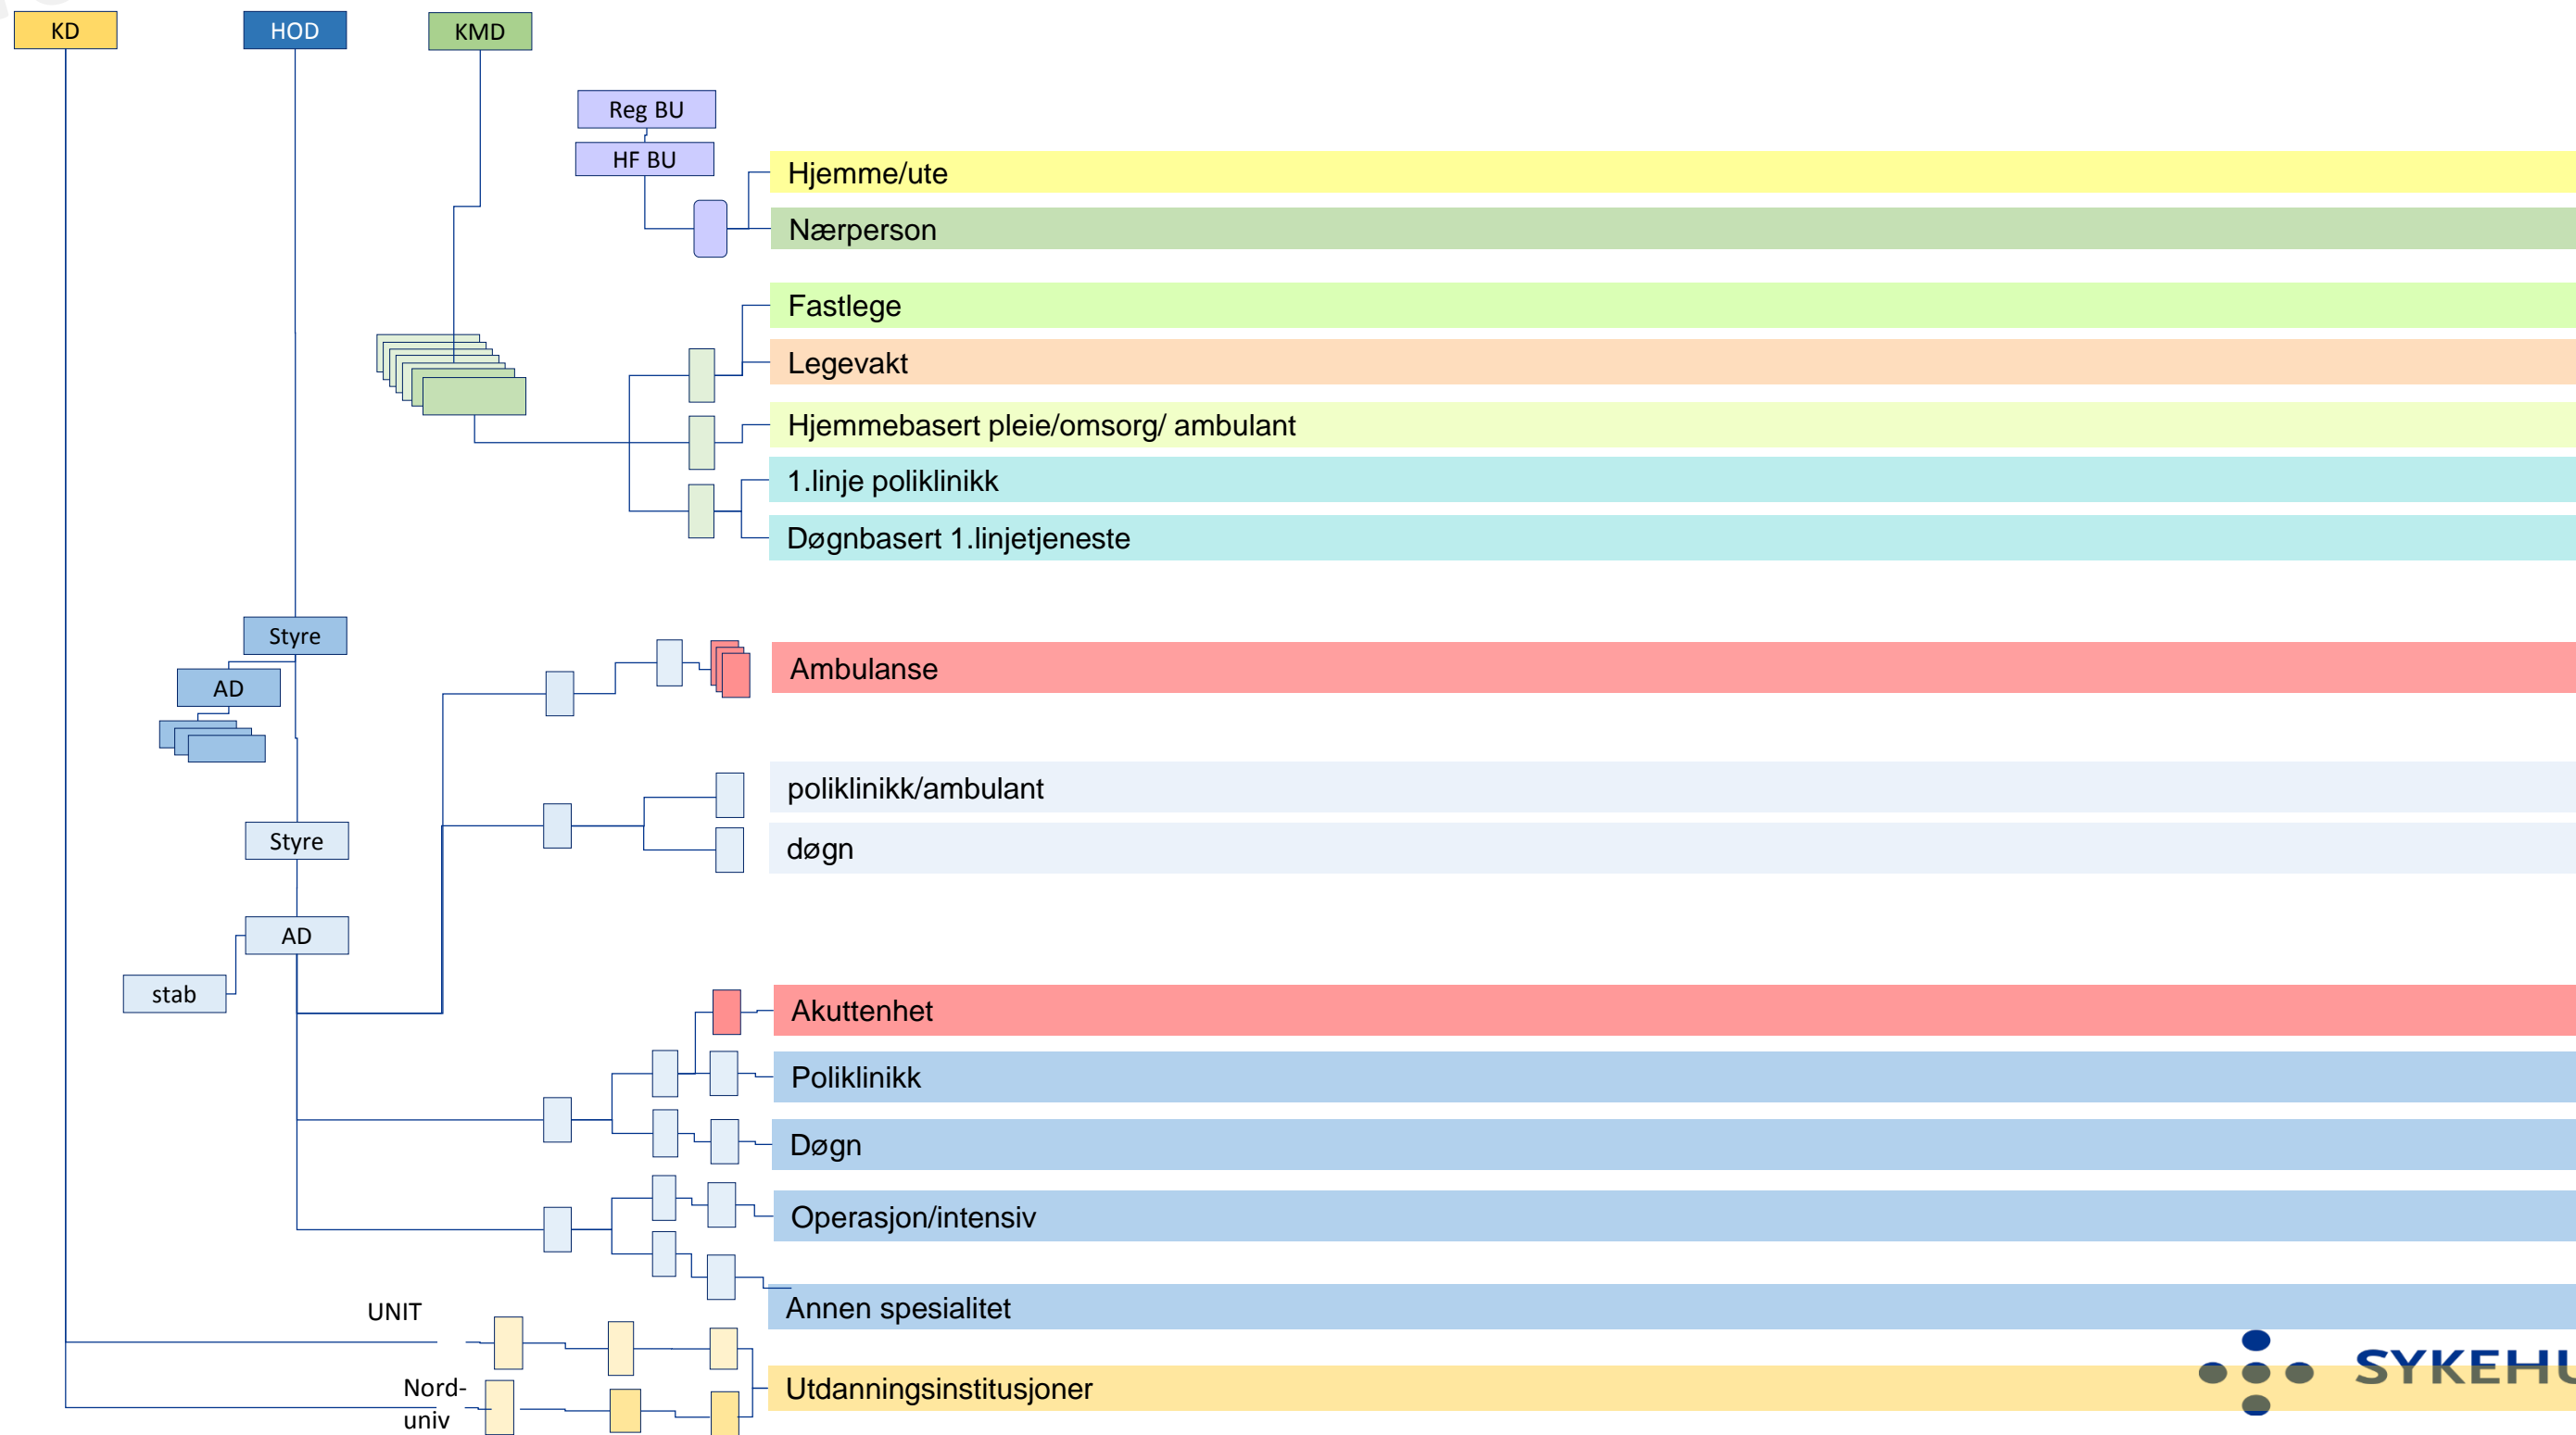 KD
HOD
KMD
Reg BU
HF BU
Hjemme/ute
Nærperson
Fastlege
Legevakt
Hjemmebasert pleie/omsorg/ ambulant
1.linje poliklinikk
Døgnbasert 1.linjetjeneste
Styre
AD
Ambulanse
poliklinikk/ambulant
Styre
døgn
AD
stab
Akuttenhet
Poliklinikk
Døgn
Operasjon/intensiv
Annen spesialitet
UNIT
Nord-
univ
Utdanningsinstitusjoner
SYKEHU